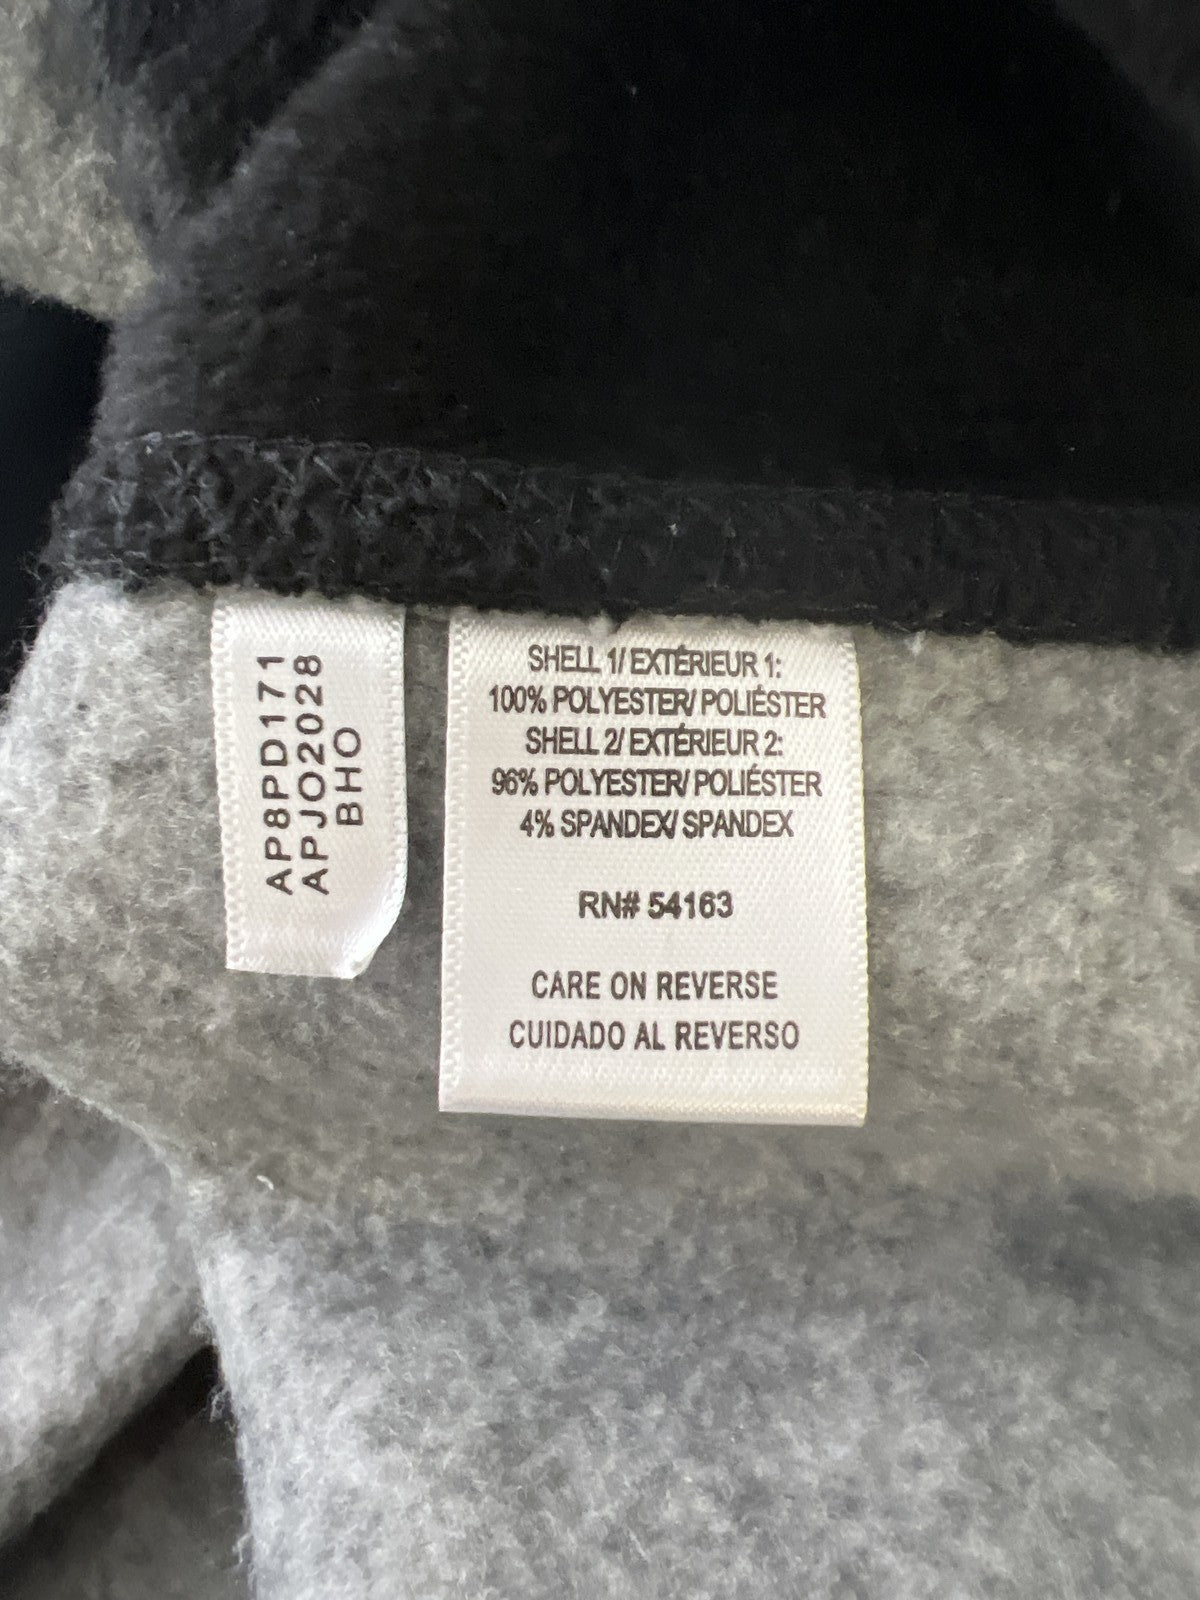 AP8PD171
APJO2028
BHO
SHELL 1/ EXTÉRIEUR 1:
100% POLYESTER/ POLIÉSTER
SHELL 2/ EXTÉRIEUR 2:
96% POLYESTER/ POLIÉSTER
4% SPANDEX/ SPANDEX
RN# 54163
CARE ON REVERSE
CUIDADO AL REVERSO